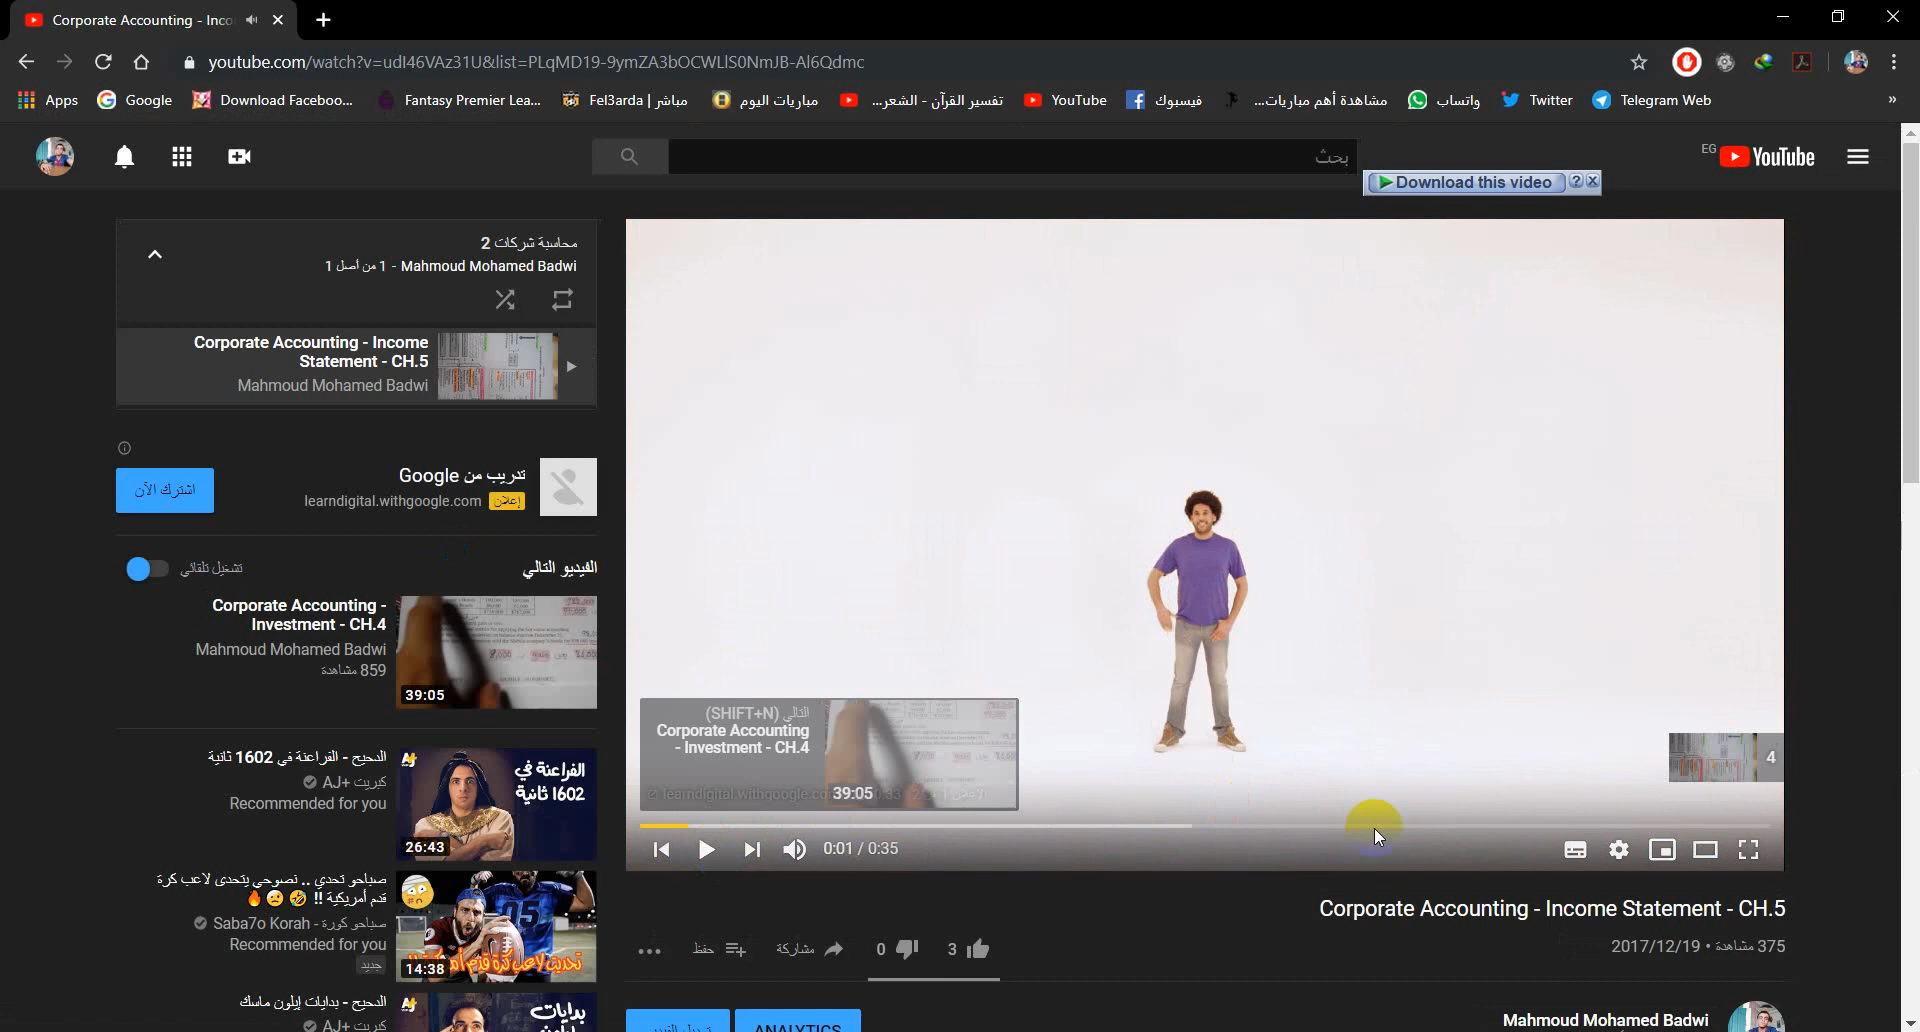 Corporate Accounting - Inco
youtube.com/watch?v=udI46VAz31U&list=PLqMD19-9ymZA3bOCWLlS0NmJB-Al6Qdmc
Apps
Google
Download Faceboo...
Fantasy Premier Lea...
Fel3arda | مباشر
مباريات اليوم
تفسير القرآن - الشعر...
YouTube
فيسبوك
مشاهدة أهم مباريات...
واتساب
Twitter
Telegram Web
»
بحث
EG
YouTube
Download this video
محاسبة شركات 2
Mahmoud Mohamed Badwi - 1 من أصل 1
Corporate Accounting - Income
Statement - CH.5
Mahmoud Mohamed Badwi
تدريب من Google
إعلان learndigital.withgoogle.com
اشترك الآن
الفيديو التالي
تشغيل تلقائي
Corporate Accounting -
Investment - CH.4
Mahmoud Mohamed Badwi
859 مشاهدة
39:05
الدحيح - الفراعنة في 1602 ثانية
AJ+ كبريت
Recommended for you
الفراعنة في
1602 ثانية
26:43
صباحو تحدي .. نصوحي يتحدى لاعب كرة
قدم أمريكية !! 🤣🤕🔥
Saba7o Korah - صباحو كورة
Recommended for you
جديد
14:38
الدحيح - بدايات إيلون ماسك
AJ+ كبريت
بدايات
التالي (SHIFT+N)
Corporate Accounting
- Investment - CH.4
39:05
4
0:01 / 0:35
Corporate Accounting - Income Statement - CH.5
375 مشاهدة • 2017/12/19
3
0
مشاركة
حفظ
Mahmoud Mohamed Badwi
ANALYTICS